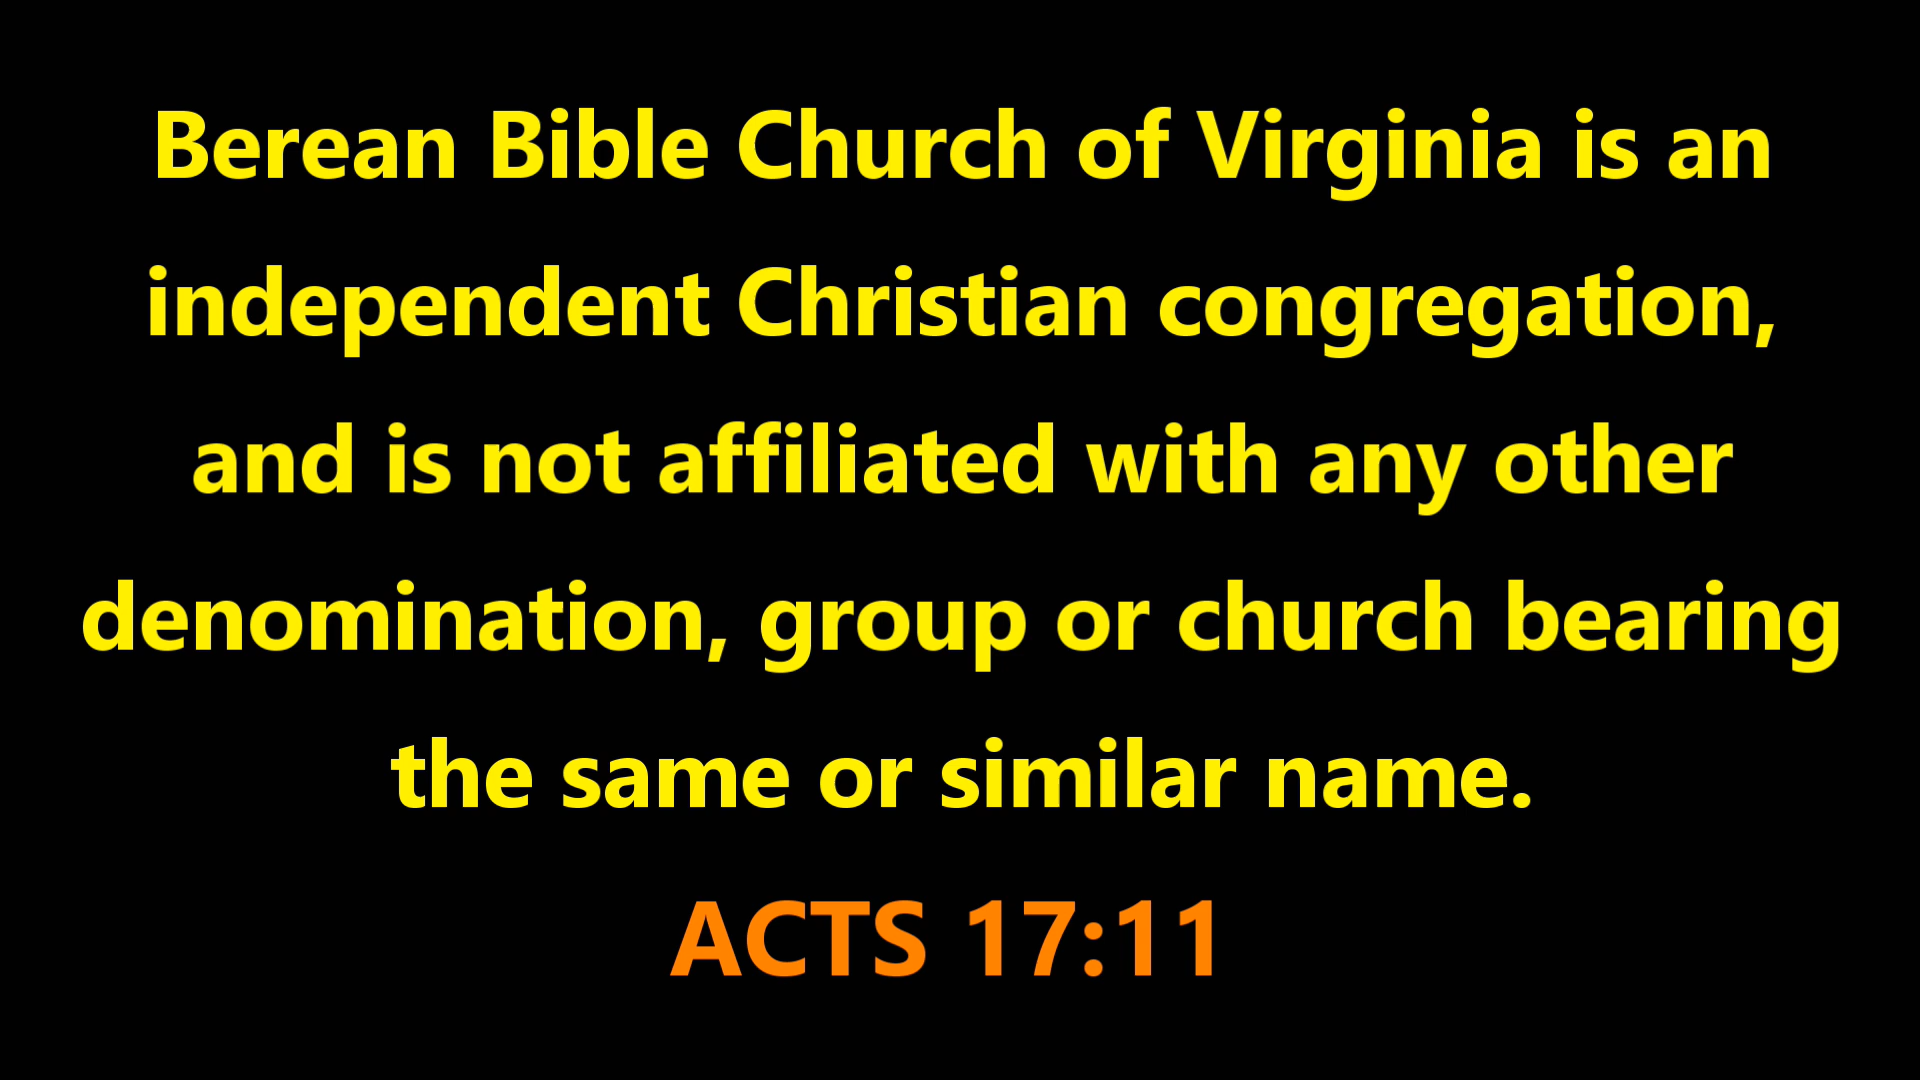 Berean Bible Church of Virginia is an
independent Christian congregation,
and is not affiliated with any other
denomination, group or church bearing
the same or similar name.
ACTS 17:11